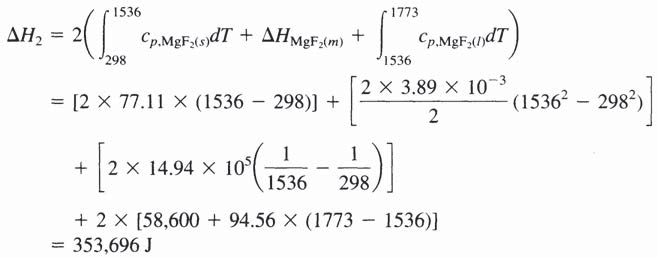 ΔH₂ = 2(∫₂₉₈¹⁵³⁶ c_{p,MgF₂(s)}dT + ΔH_{MgF₂(m)} + ∫₁₅₃₆¹⁷⁷³ c_{p,MgF₂(l)}dT)
= [2 × 77.11 × (1536 − 298)] + [2 × 3.89 × 10⁻³ / 2 (1536² − 298²)]
+ [2 × 14.94 × 10⁵(1/1536 − 1/298)]
+ 2 × [58,600 + 94.56 × (1773 − 1536)]
= 353,696 J